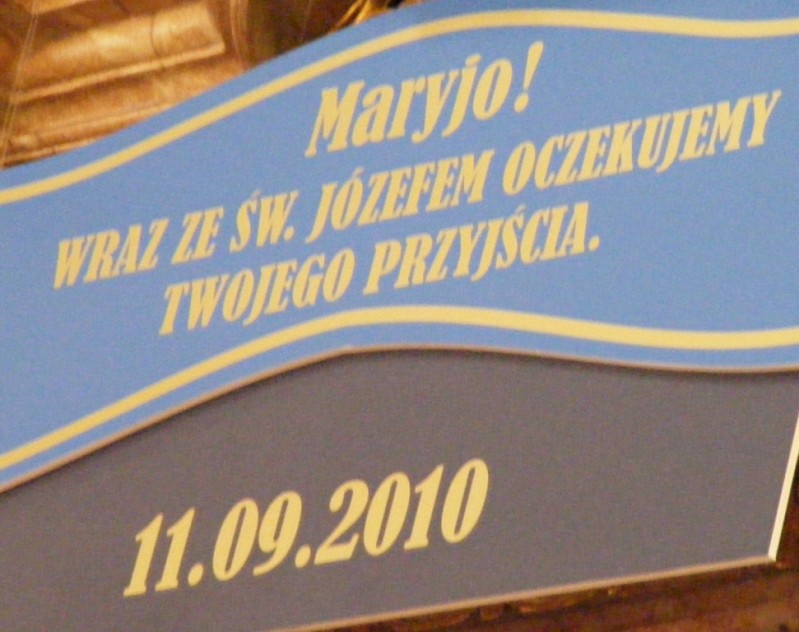 Maryjo!
WRAZ ZE ŚW. JÓZEFEM OCZEKUJEMY
TWOJEGO PRZYJŚCIA.
11.09.2010